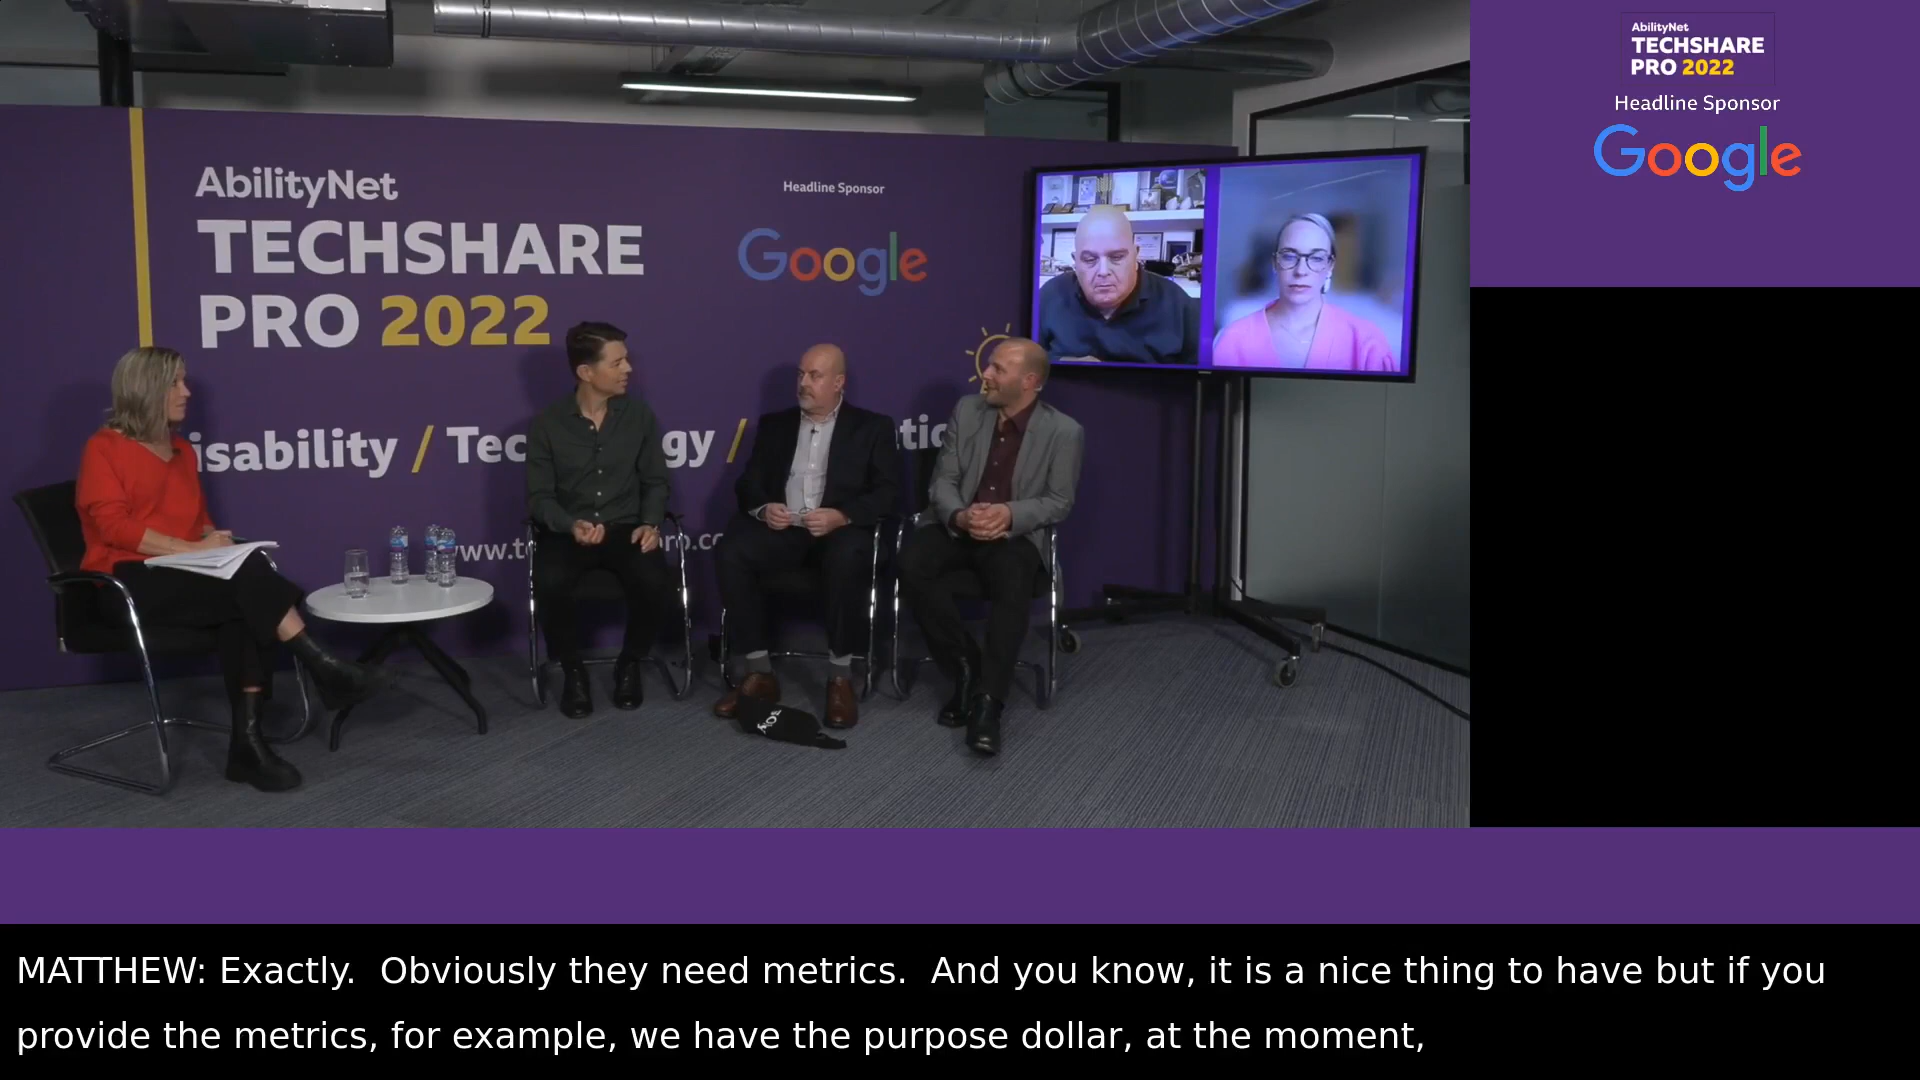 AbilityNet
TECHSHARE
PRO 2022
Headline Sponsor
Google
AbilityNet
TECHSHARE
PRO 2022
Headline Sponsor
Google
isability / Tec gy /
MATTHEW: Exactly.  Obviously they need metrics.  And you know, it is a nice thing to have but if you
provide the metrics, for example, we have the purpose dollar, at the moment,